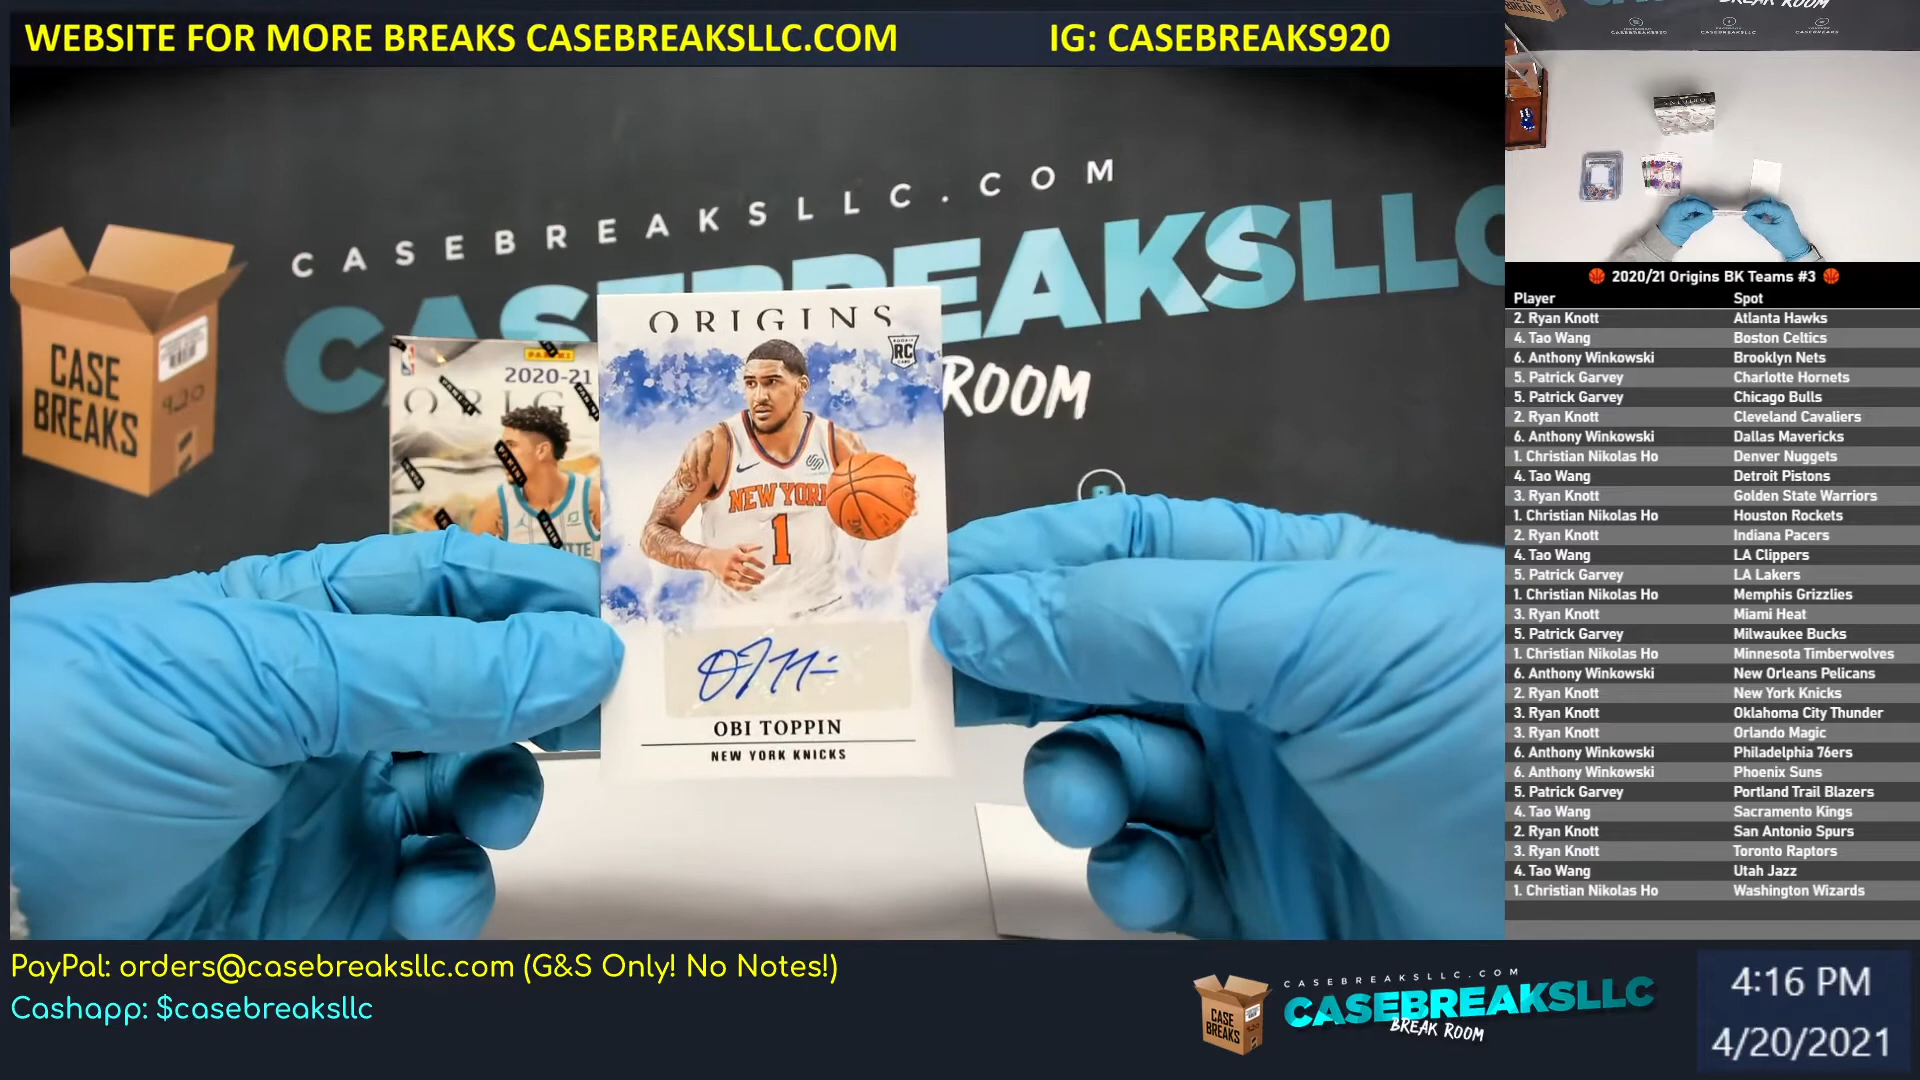 WEBSITE FOR MORE BREAKS CASEBREAKSLLC.COM
IG: CASEBREAKS920
CASEBREAKSLLC.COM
CASEBREAKSLLC
ROOM
CASE
BREAKS
920
PANINI
2020-21
ORIG
ORIGINS
RC
NEW YORK
1
OBI TOPPIN
NEW YORK KNICKS
2020/21 Origins BK Teams #3
Player Spot
2. Ryan Knott Atlanta Hawks
4. Tao Wang Boston Celtics
6. Anthony Winkowski Brooklyn Nets
5. Patrick Garvey Charlotte Hornets
5. Patrick Garvey Chicago Bulls
2. Ryan Knott Cleveland Cavaliers
6. Anthony Winkowski Dallas Mavericks
1. Christian Nikolas Ho Denver Nuggets
4. Tao Wang Detroit Pistons
3. Ryan Knott Golden State Warriors
1. Christian Nikolas Ho Houston Rockets
2. Ryan Knott Indiana Pacers
4. Tao Wang LA Clippers
5. Patrick Garvey LA Lakers
1. Christian Nikolas Ho Memphis Grizzlies
3. Ryan Knott Miami Heat
5. Patrick Garvey Milwaukee Bucks
1. Christian Nikolas Ho Minnesota Timberwolves
6. Anthony Winkowski New Orleans Pelicans
2. Ryan Knott New York Knicks
3. Ryan Knott Oklahoma City Thunder
3. Ryan Knott Orlando Magic
6. Anthony Winkowski Philadelphia 76ers
6. Anthony Winkowski Phoenix Suns
5. Patrick Garvey Portland Trail Blazers
4. Tao Wang Sacramento Kings
2. Ryan Knott San Antonio Spurs
3. Ryan Knott Toronto Raptors
4. Tao Wang Utah Jazz
1. Christian Nikolas Ho Washington Wizards
PayPal: orders@casebreaksllc.com (G&S Only! No Notes!)
Cashapp: $casebreaksllc
CASE
BREAKS
CASEBREAKSLLC.COM
CASEBREAKSLLC
BREAK ROOM
4:16 PM
4/20/2021